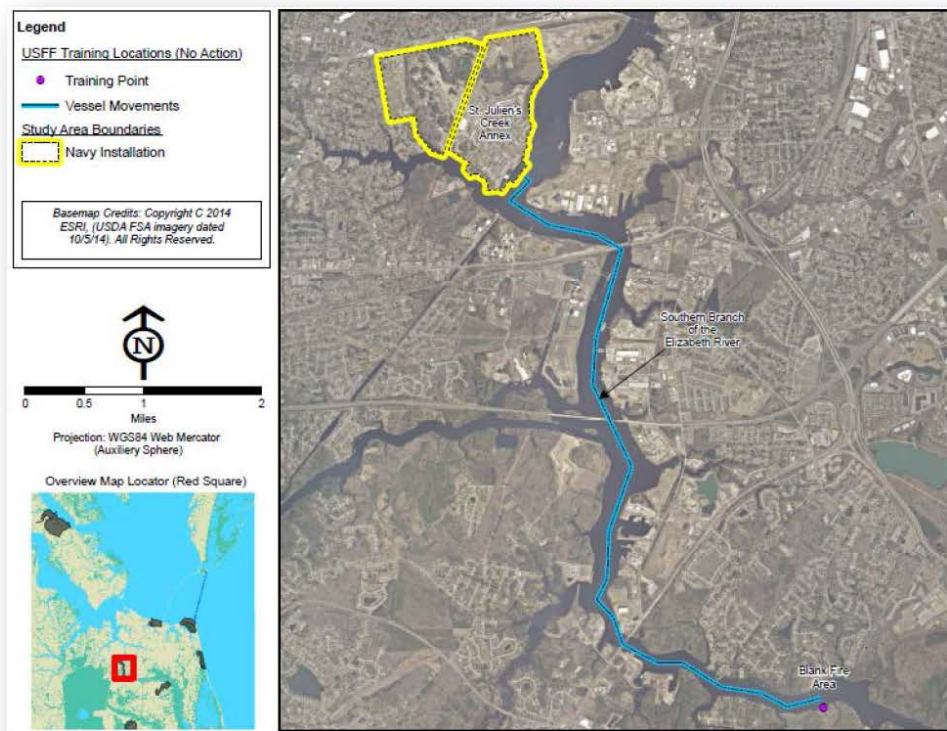 Legend
USFF Training Locations (No Action)
Training Point
Vessel Movements
Study Area Boundaries
Navy Installation
Basemap Credits: Copyright C 2014
ESRI, (USDA FSA imagery dated
10/5/14). All Rights Reserved.
N
0 0.5 1 2
Miles
Projection: WGS84 Web Mercator
(Auxiliery Sphere)
Overview Map Locator (Red Square)
St. Julien's
Creek
Annex
Southern Branch
of the
Elizabeth River
Blank Fire
Area